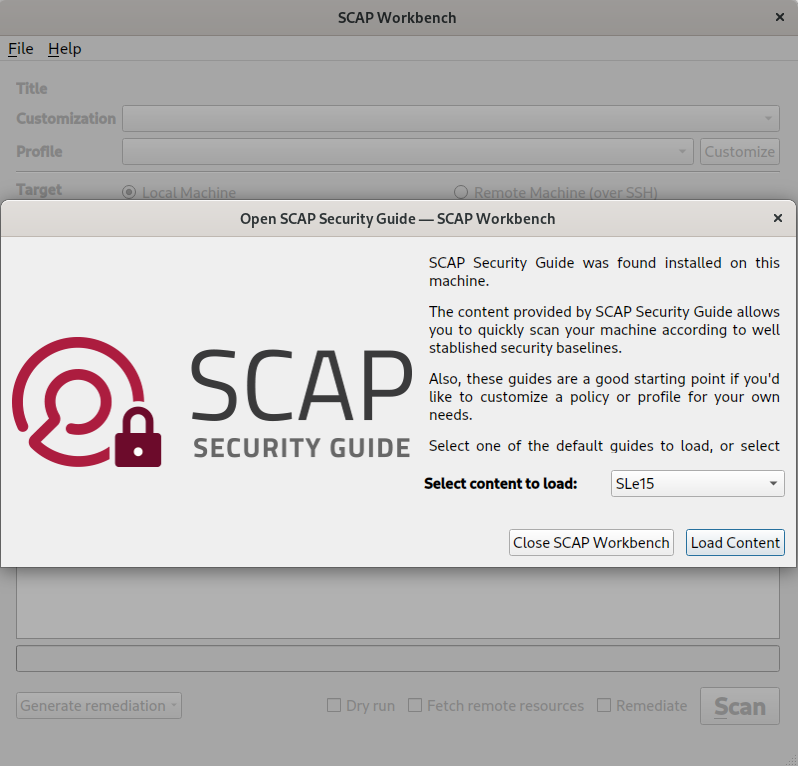 SCAP Workbench
File Help
Title
Customization
Profile Customize
Target Local Machine Remote Machine (over SSH)
Open SCAP Security Guide — SCAP Workbench
SCAP Security Guide was found installed on this
machine.
The content provided by SCAP Security Guide allows
you to quickly scan your machine according to well
stablished security baselines.
Also, these guides are a good starting point if you'd
like to customize a policy or profile for your own
needs.
Select one of the default guides to load, or select
SCAP
SECURITY GUIDE
Select content to load: SLe15
Close SCAP Workbench Load Content
Generate remediation Dry run Fetch remote resources Remediate Scan